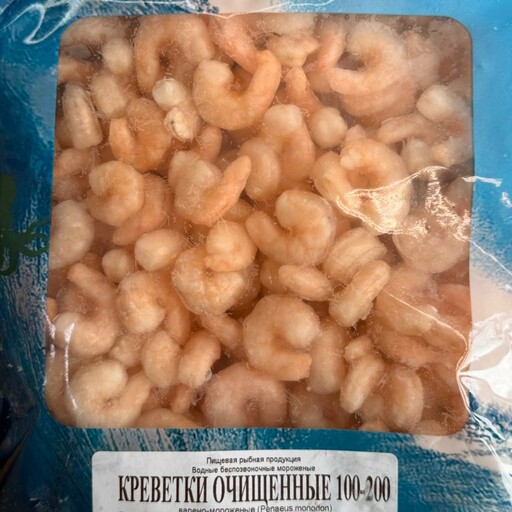 Пищевая рыбная продукция
Водные беспозвоночные мороженые
КРЕВЕТКИ ОЧИЩЕННЫЕ 100-200
варено-мороженые (Penaeus monodon)